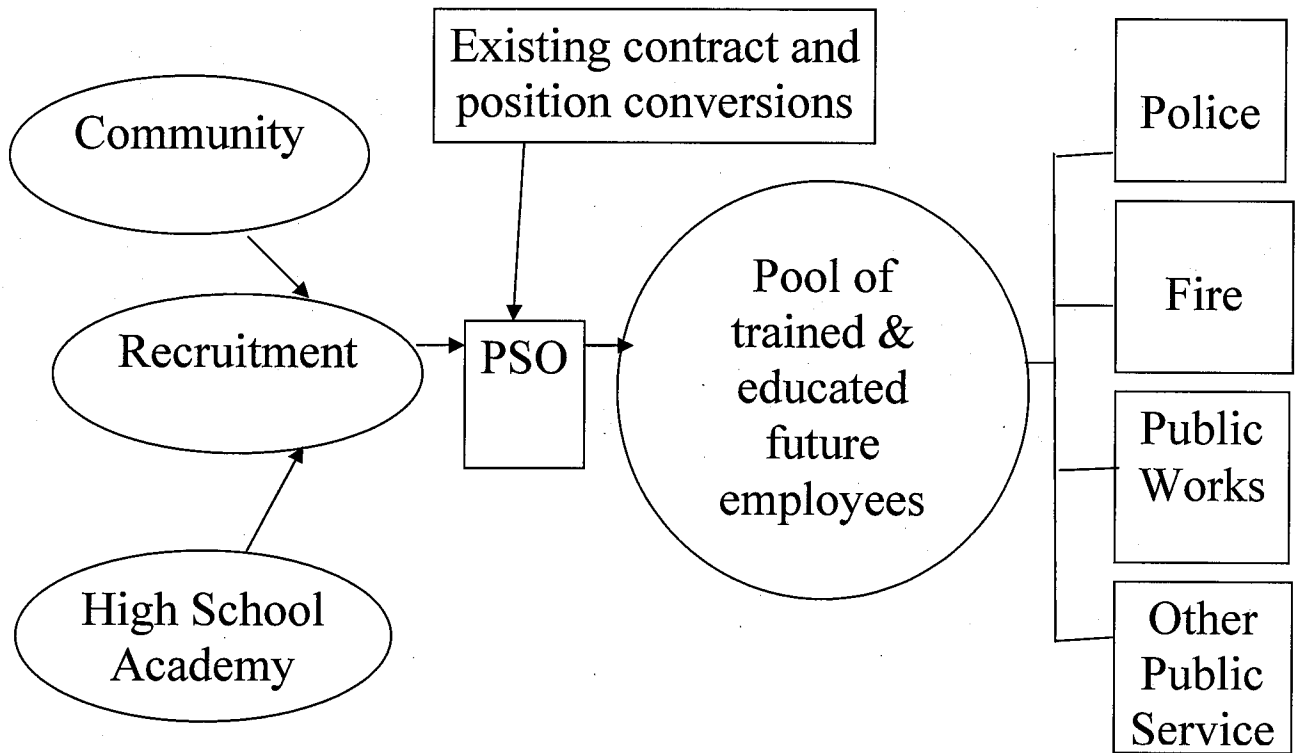 Existing contract and
position conversions
Community
Recruitment
High School
Academy
PSO
Pool of
trained &
educated
future
employees
Police
Fire
Public
Works
Other
Public
Service